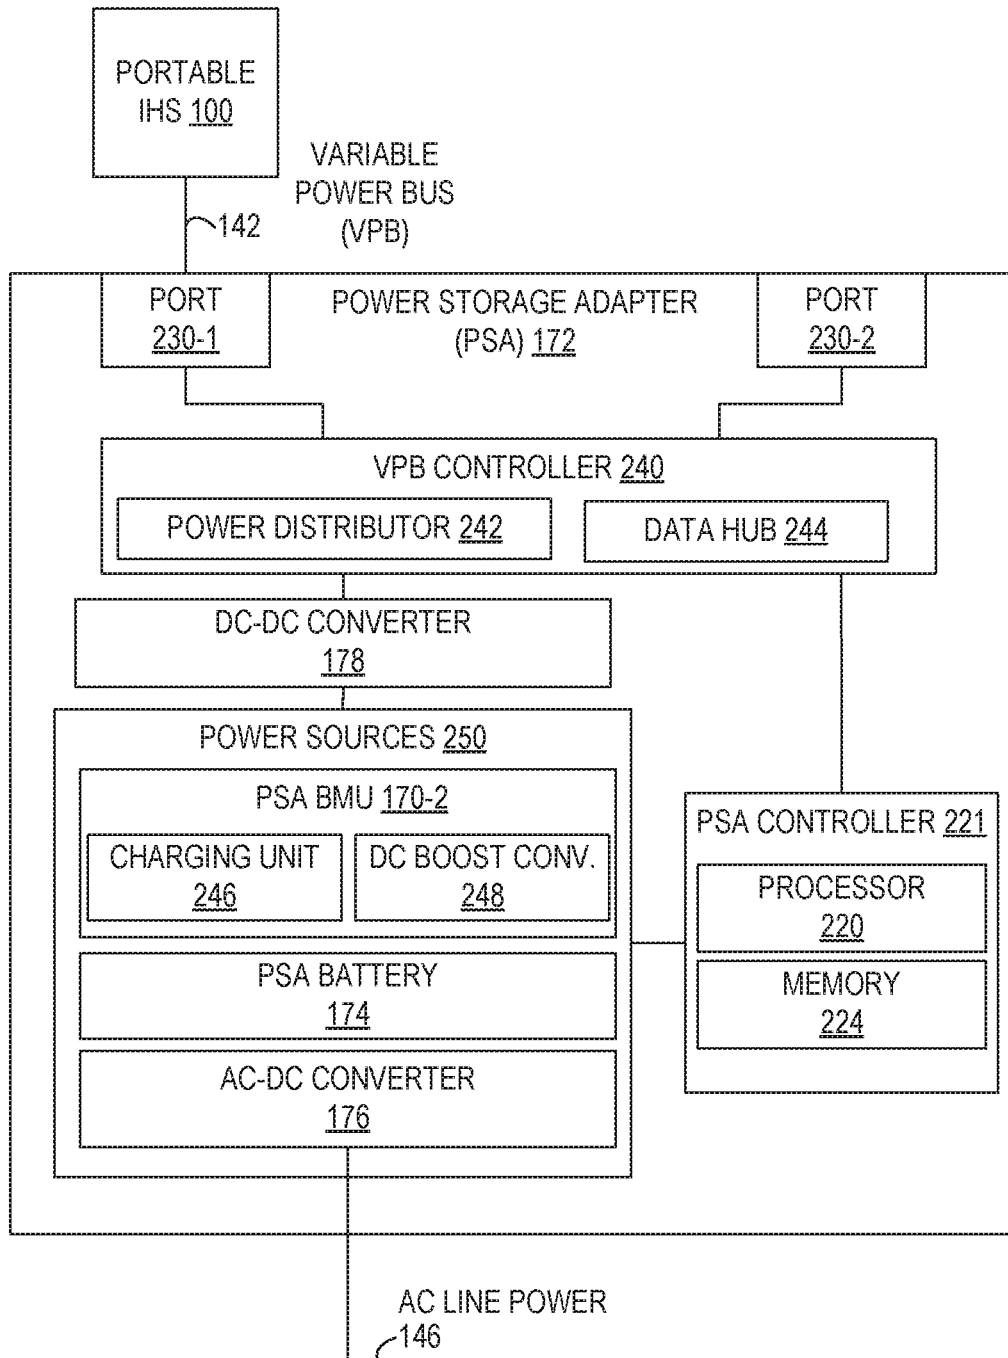 PORTABLE
IHS 100
VARIABLE
POWER BUS
(VPB)
142
PORT
230-1
POWER STORAGE ADAPTER
(PSA) 172
PORT
230-2
VPB CONTROLLER 240
POWER DISTRIBUTOR 242
DATA HUB 244
DC-DC CONVERTER
178
POWER SOURCES 250
PSA BMU 170-2
CHARGING UNIT
246
DC BOOST CONV.
248
PSA BATTERY
174
AC-DC CONVERTER
176
PSA CONTROLLER 221
PROCESSOR
220
MEMORY
224
AC LINE POWER
146